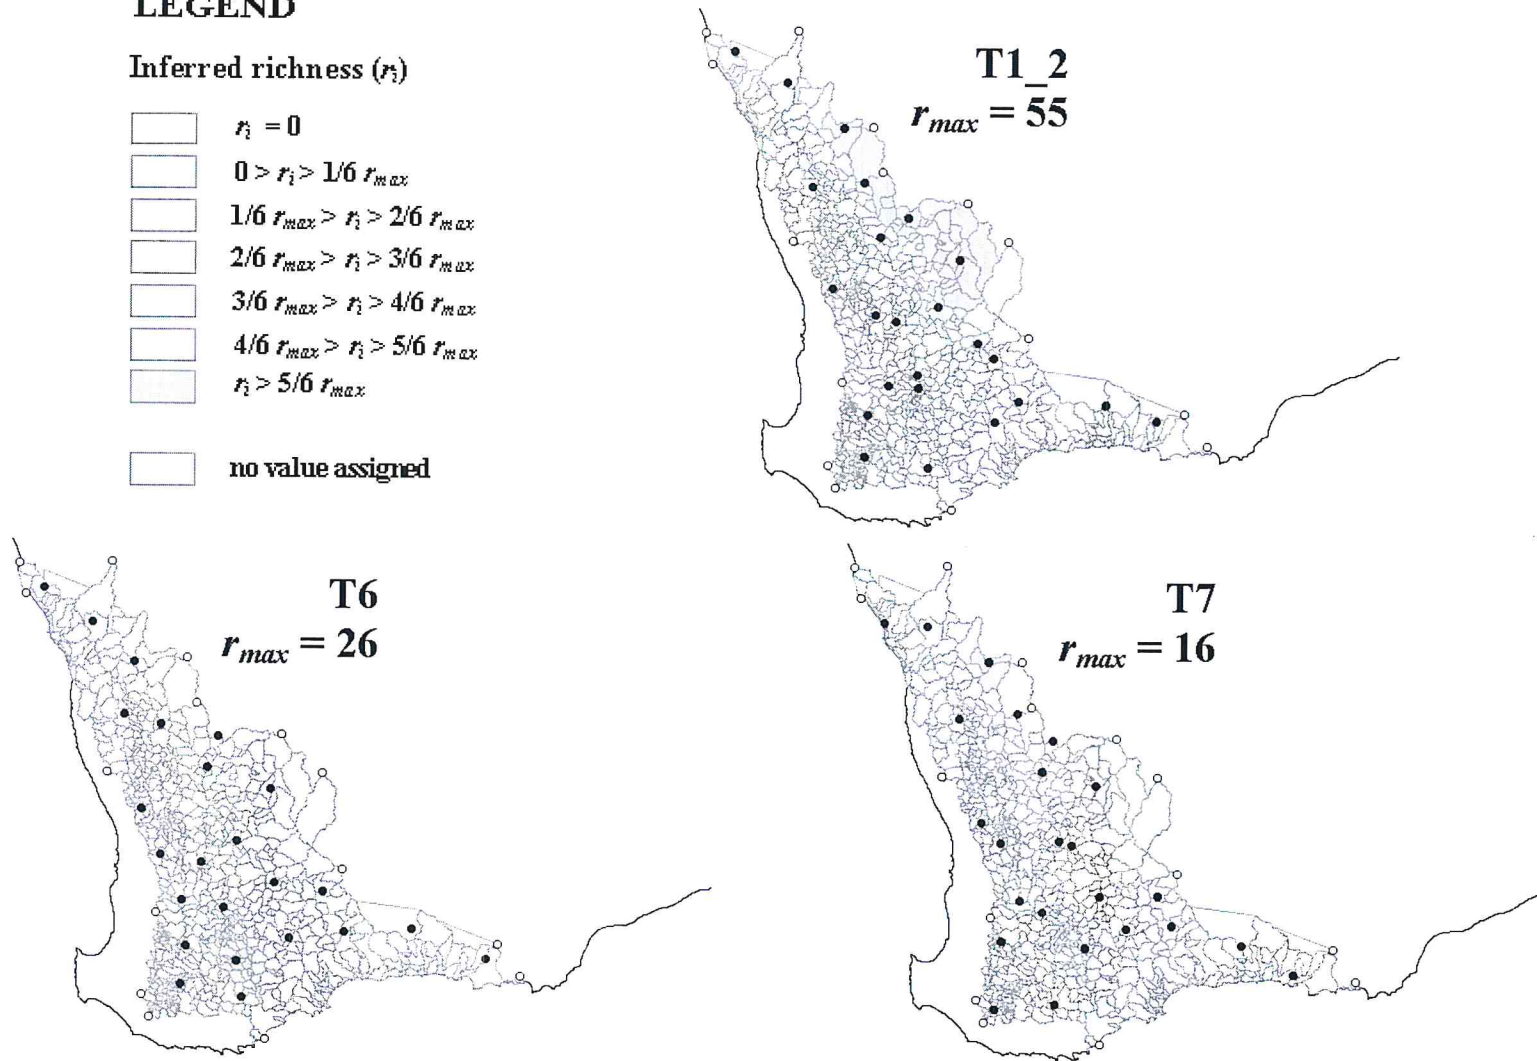 LEGEND
Inferred richness (ri)
ri = 0
0 > ri > 1/6 rmax
1/6 rmax > ri > 2/6 rmax
2/6 rmax > ri > 3/6 rmax
3/6 rmax > ri > 4/6 rmax
4/6 rmax > ri > 5/6 rmax
ri > 5/6 rmax
no value assigned
T1_2
rmax = 55
T6
rmax = 26
T7
rmax = 16